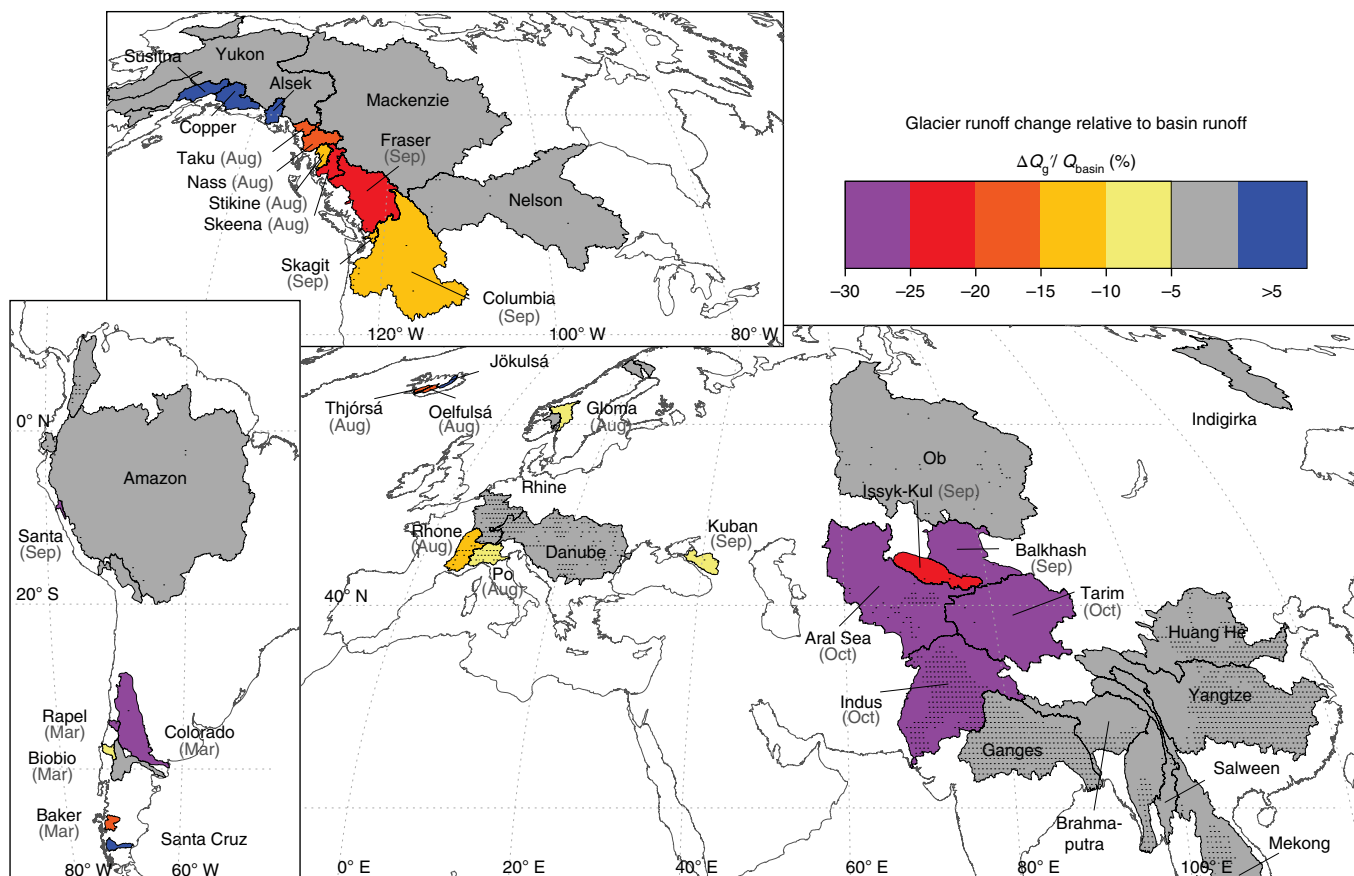 Susitna
Yukon
Alsek
Mackenzie
Copper
Fraser
(Sep)
Taku (Aug)
Nass (Aug)
Stikine (Aug)
Skeena (Aug)
Nelson
Skagit
(Sep)
Columbia
(Sep)
120° W
100° W
80° W
Glacier runoff change relative to basin runoff
ΔQg′/ Qbasin (%)
–30
–25
–20
–15
–10
–5
>5
0° N
Amazon
Santa
(Sep)
20° S
Rapel
(Mar)
Colorado
(Mar)
Biobio
(Mar)
Baker
(Mar)
Santa Cruz
80° W
60° W
Jökulsá
Thjórsá
(Aug)
Oelfulsá
(Aug)
Gloma
(Aug)
Indigirka
Ob
Rhine
Issyk-Kul (Sep)
Rhone
(Aug)
Danube
Kuban
(Sep)
Balkhash
(Sep)
Po
(Aug)
40° N
Tarim
(Oct)
Aral Sea
(Oct)
Huang He
Indus
(Oct)
Yangtze
Ganges
Salween
Brahma-
putra
Mekong
0° E
20° E
60° E
80° E
100° E